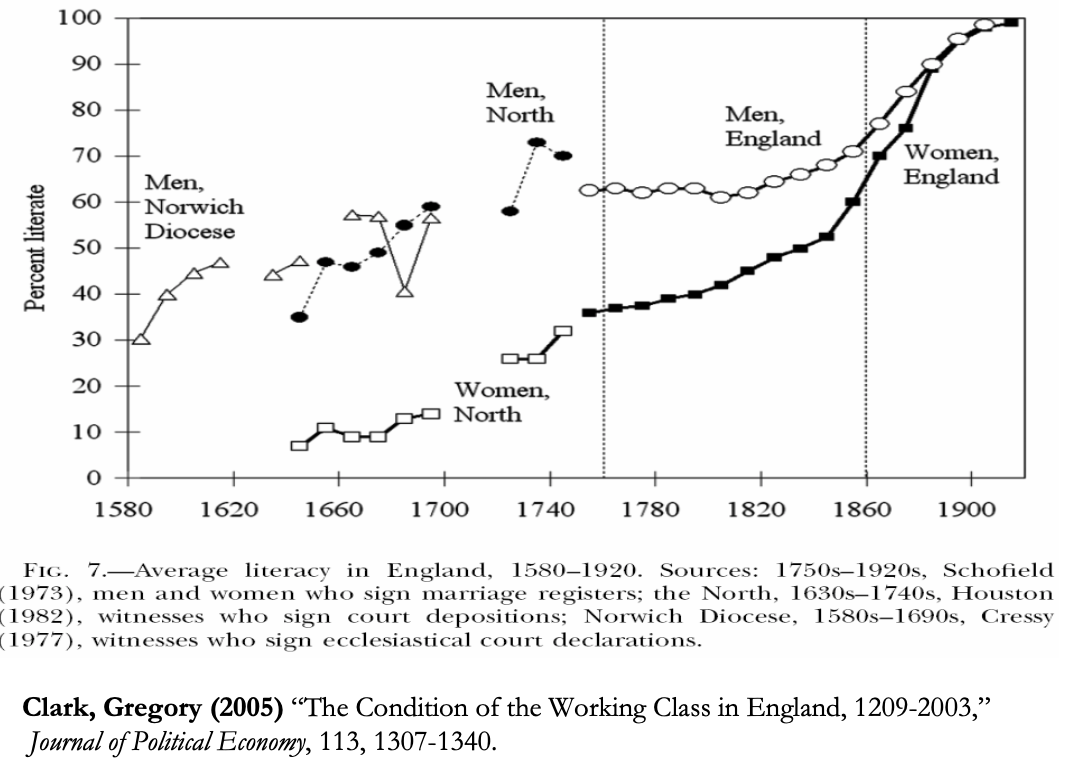 100
90
80
70
60
50
40
30
20
10
0
Percent literate
Men,
Norwich
Diocese
Men,
North
Men,
England
Women,
England
Women,
North
1580 1620 1660 1700 1740 1780 1820 1860 1900
FIG. 7.—Average literacy in England, 1580–1920. Sources: 1750s–1920s, Schofield
(1973), men and women who sign marriage registers; the North, 1630s–1740s, Houston
(1982), witnesses who sign court depositions; Norwich Diocese, 1580s–1690s, Cressy
(1977), witnesses who sign ecclesiastical court declarations.
Clark, Gregory (2005) “The Condition of the Working Class in England, 1209-2003,”
Journal of Political Economy, 113, 1307-1340.